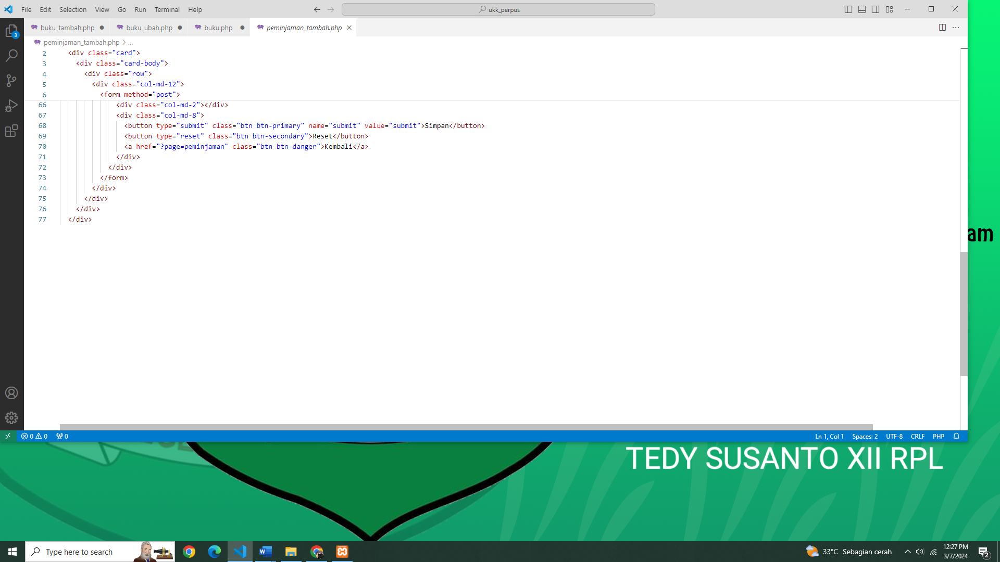 File Edit Selection View Go Run Terminal Help
ukk_perpus
buku_tambah.php
buku_ubah.php
buku.php
peminjaman_tambah.php
3
peminjaman_tambah.php > ...
2 <div class="card">
3 <div class="card-body">
4 <div class="row">
5 <div class="col-md-12">
6 <form method="post">
66 <div class="col-md-2"></div>
67 <div class="col-md-8">
68 <button type="submit" class="btn btn-primary" name="submit" value="submit">Simpan</button>
69 <button type="reset" class="btn btn-secondary">Reset</button>
70 <a href="?page=peminjaman" class="btn btn-danger">Kembali</a>
71 </div>
72 </div>
73 </form>
74 </div>
75 </div>
76 </div>
77 </div>
am
0 0 0
Ln 1, Col 1 Spaces: 2 UTF-8 CRLF PHP
TEDY SUSANTO XII RPL
Type here to search
33°C Sebagian cerah
12:27 PM
3/7/2024
2